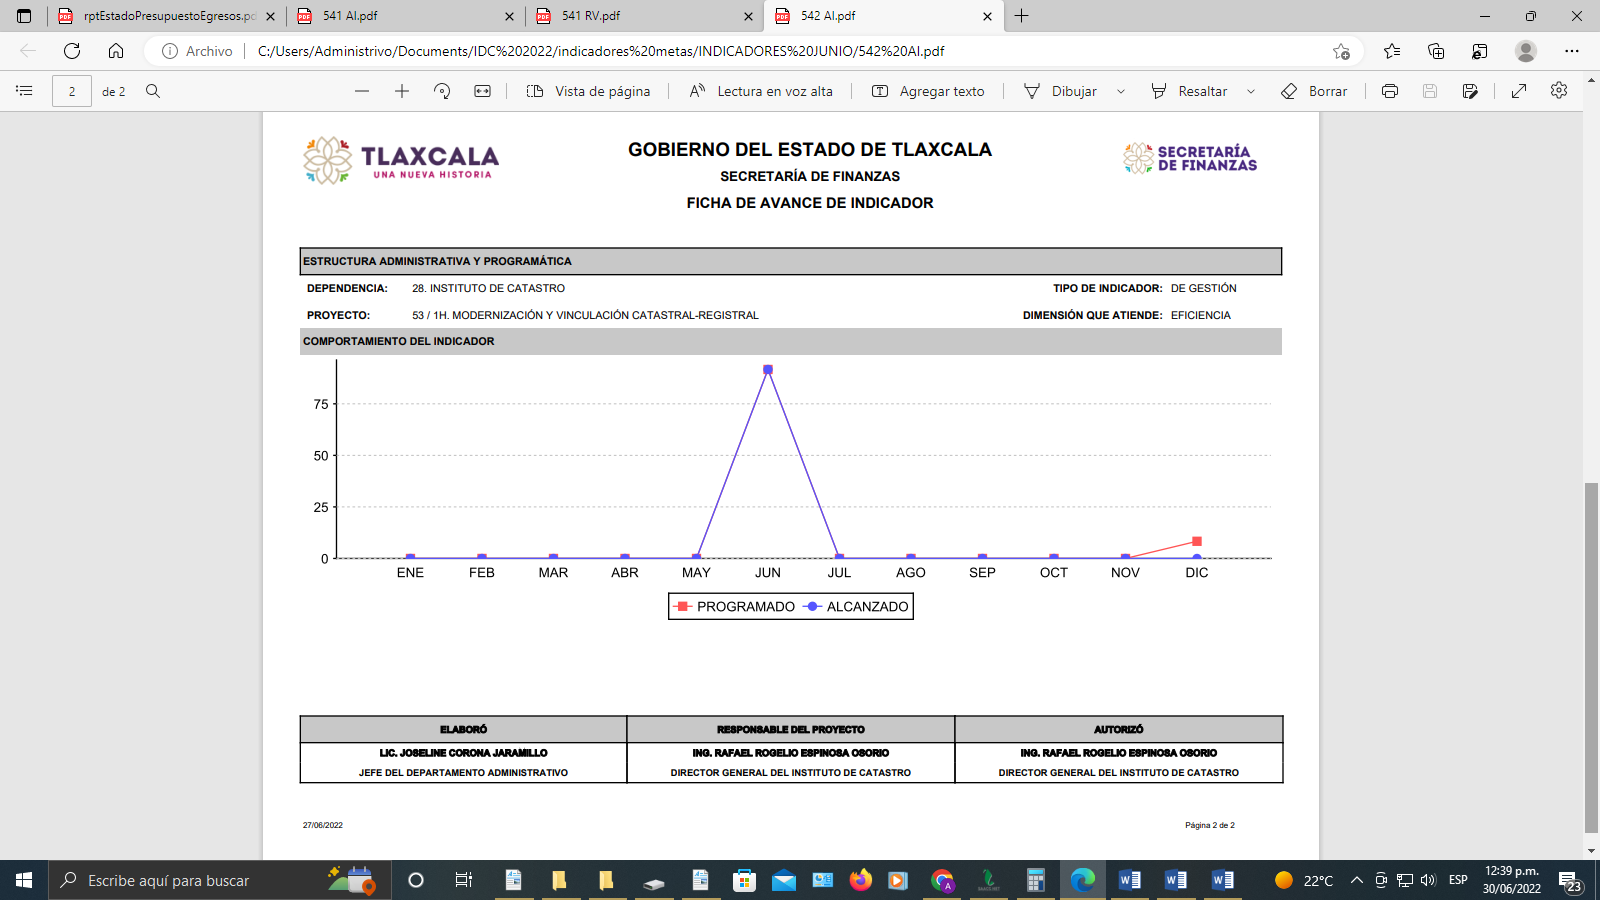 rptEstadoPresupuestoEgresos.pd
541 AI.pdf
541 RV.pdf
542 AI.pdf
Archivo
C:/Users/Administrivo/Documents/IDC%202022/indicadores%20metas/INDICADORES%20JUNIO/542%20AI.pdf
2
de 2
Vista de página
Lectura en voz alta
Agregar texto
Dibujar
Resaltar
Borrar
TLAXCALA
UNA NUEVA HISTORIA
GOBIERNO DEL ESTADO DE TLAXCALA
SECRETARÍA DE FINANZAS
FICHA DE AVANCE DE INDICADOR
SECRETARÍA
DE FINANZAS
ESTRUCTURA ADMINISTRATIVA Y PROGRAMÁTICA
DEPENDENCIA: 28. INSTITUTO DE CATASTRO TIPO DE INDICADOR: DE GESTIÓN
PROYECTO: 53 / 1H. MODERNIZACIÓN Y VINCULACIÓN CATASTRAL-REGISTRAL DIMENSIÓN QUE ATIENDE: EFICIENCIA
COMPORTAMIENTO DEL INDICADOR
75
50
25
0
ENE FEB MAR ABR MAY JUN JUL AGO SEP OCT NOV DIC
PROGRAMADO ALCANZADO
ELABORÓ RESPONSABLE DEL PROYECTO AUTORIZÓ
LIC. JOSELINE CORONA JARAMILLO ING. RAFAEL ROGELIO ESPINOSA OSORIO ING. RAFAEL ROGELIO ESPINOSA OSORIO
JEFE DEL DEPARTAMENTO ADMINISTRATIVO DIRECTOR GENERAL DEL INSTITUTO DE CATASTRO DIRECTOR GENERAL DEL INSTITUTO DE CATASTRO
27/06/2022 Página 2 de 2
Escribe aquí para buscar
22°C
ESP
12:39 p.m.
30/06/2022
23